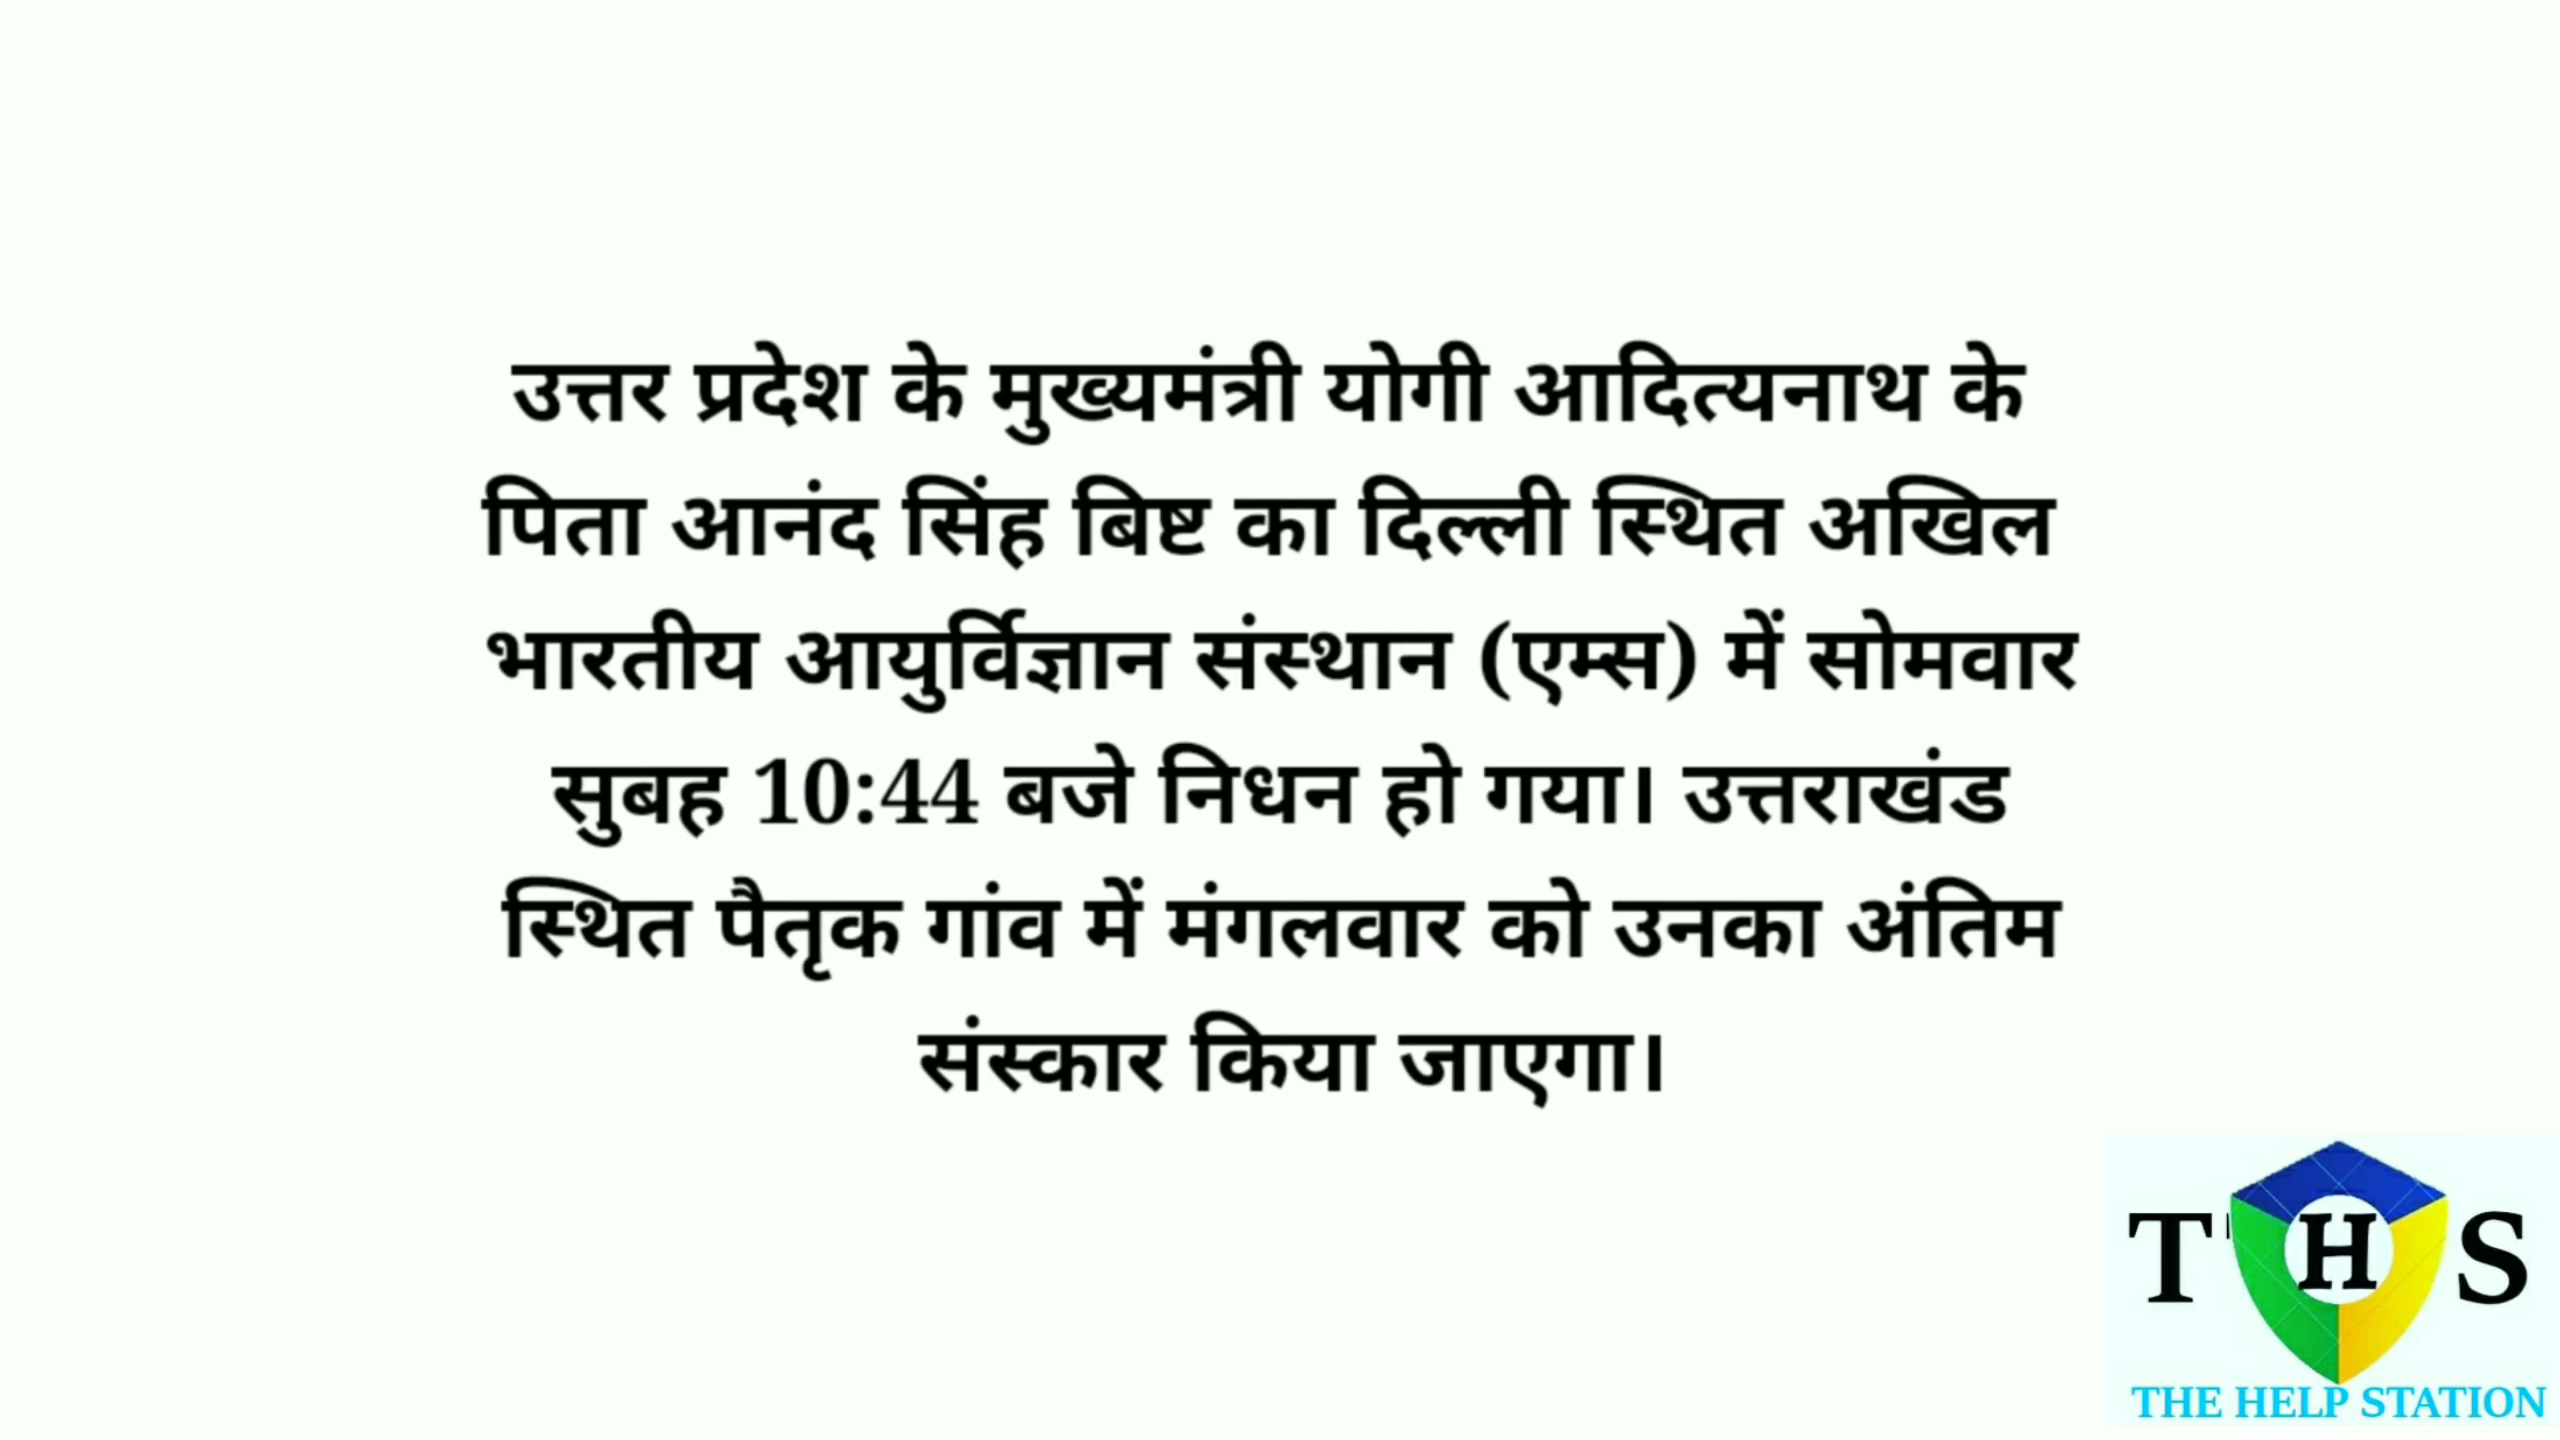 उत्तर प्रदेश के मुख्यमंत्री योगी आदित्यनाथ के
पिता आनंद सिंह बिष्ट का दिल्ली स्थित अखिल
भारतीय आयुर्विज्ञान संस्थान (एम्स) में सोमवार
सुबह 10:44 बजे निधन हो गया। उत्तराखंड
स्थित पैतृक गांव में मंगलवार को उनका अंतिम
संस्कार किया जाएगा।
T H S
THE HELP STATION